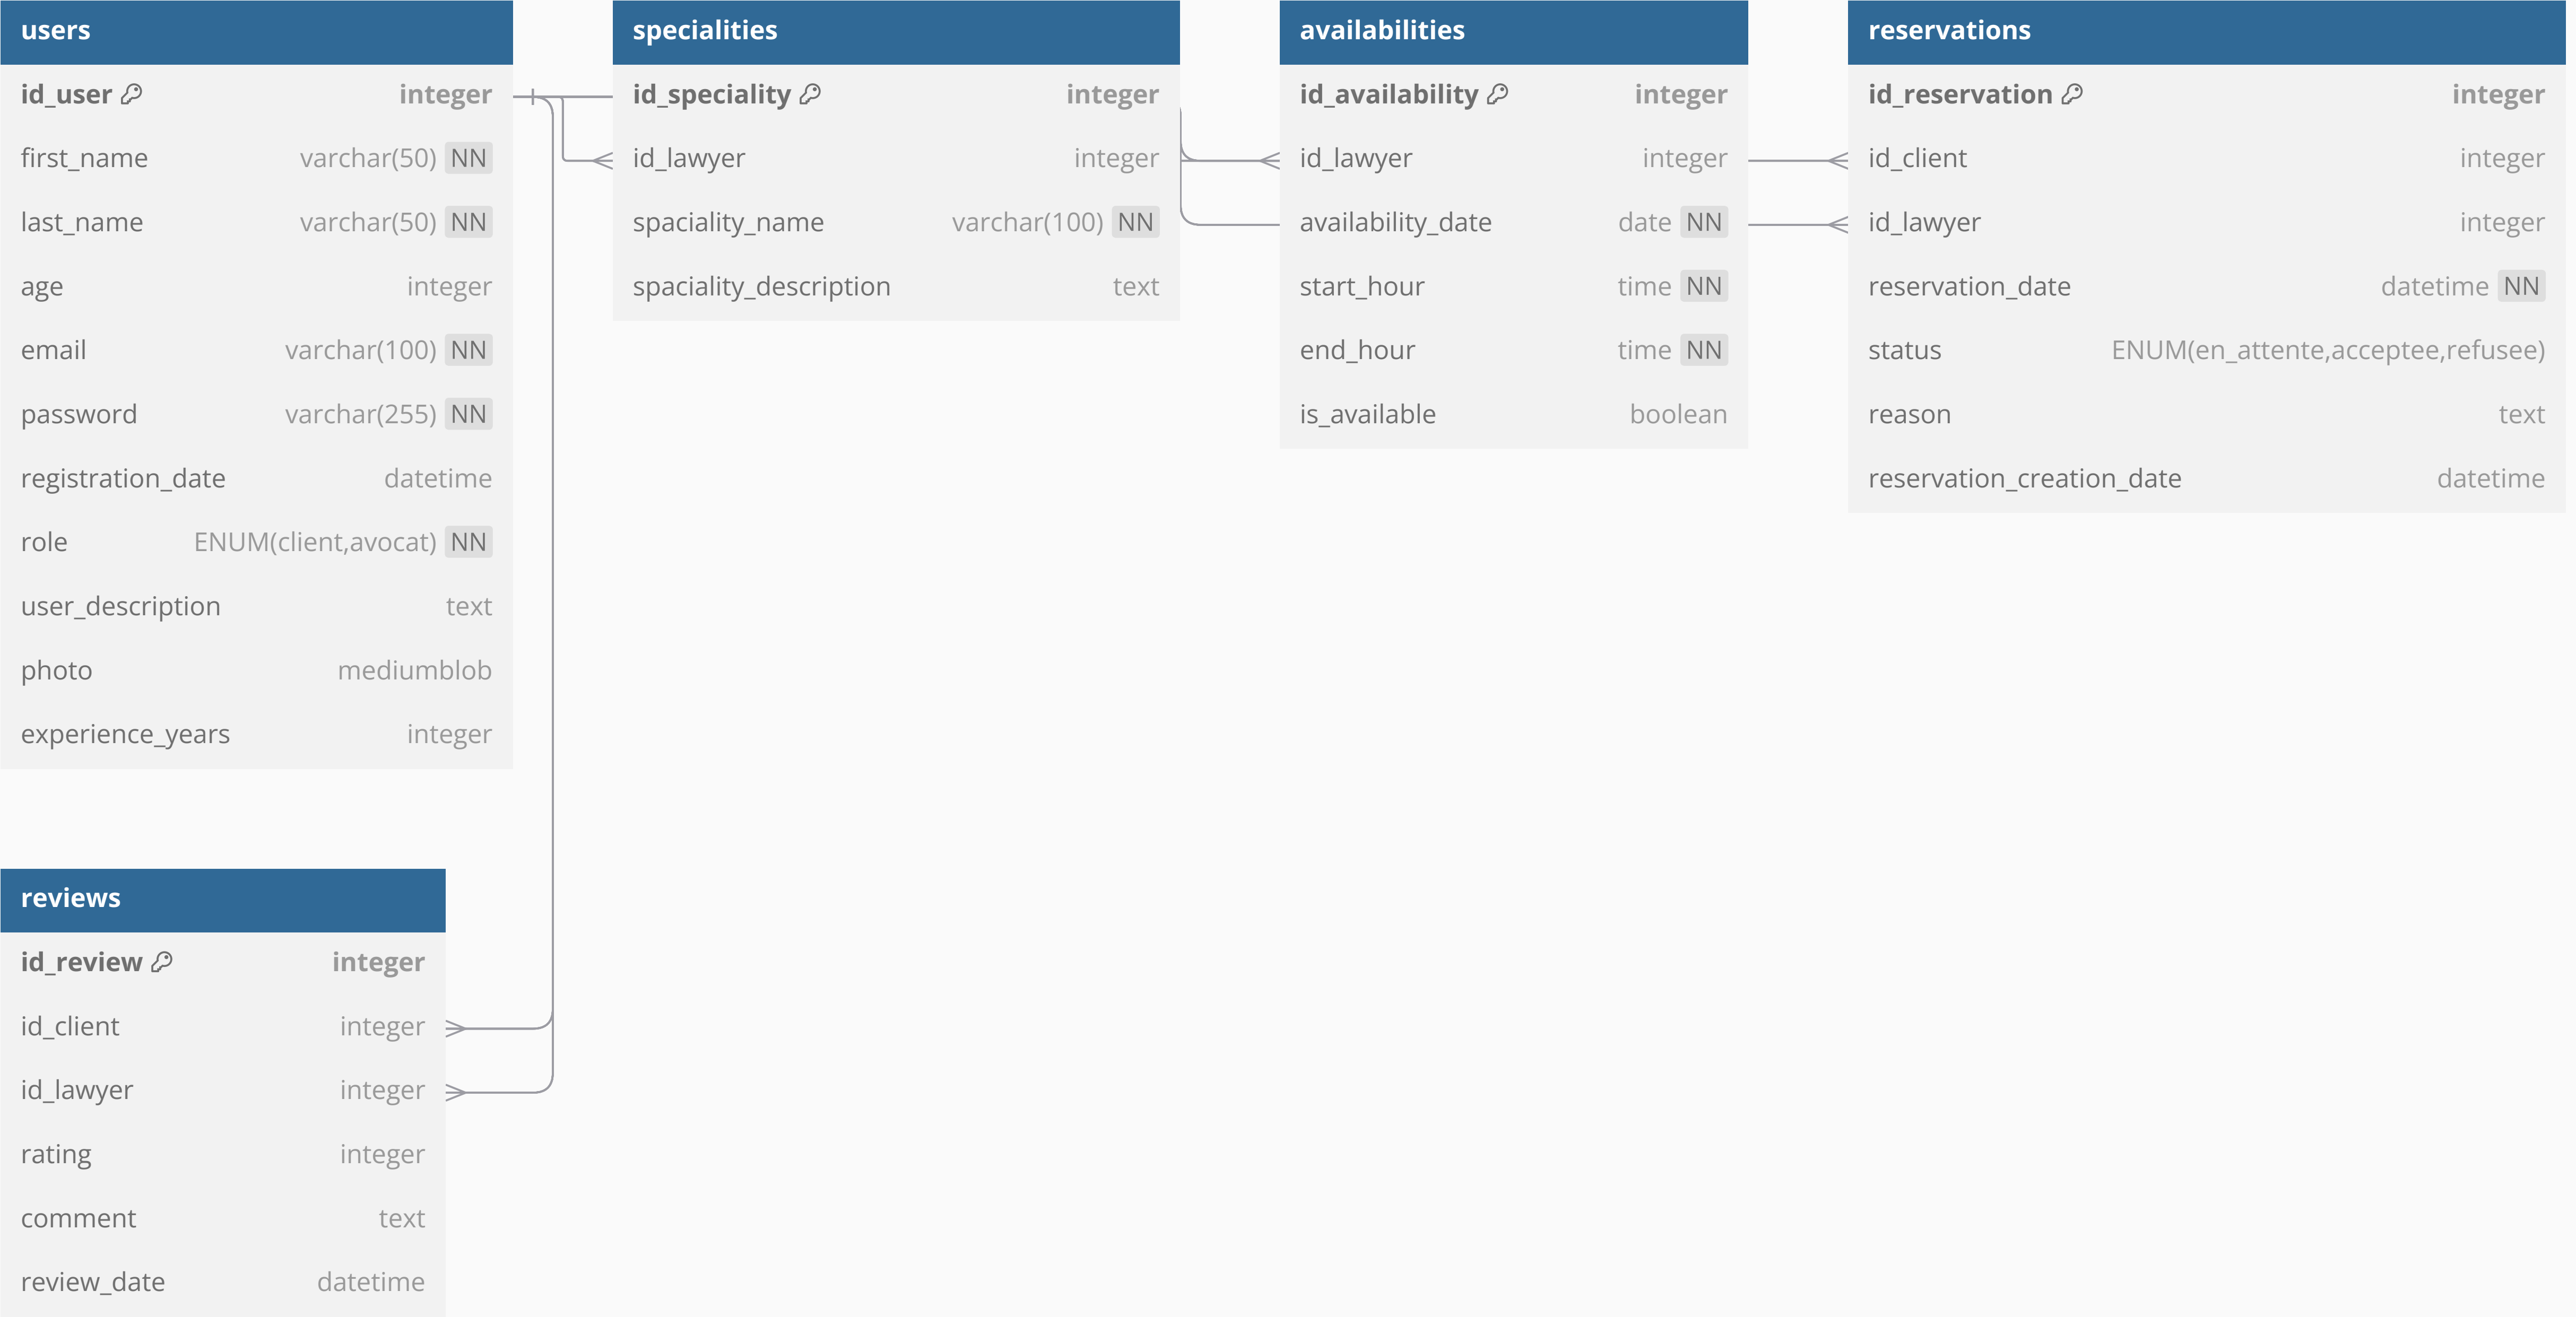 users
id_user integer
first_name varchar(50) NN
last_name varchar(50) NN
age integer
email varchar(100) NN
password varchar(255) NN
registration_date datetime
role ENUM(client,avocat) NN
user_description text
photo mediumblob
experience_years integer
specialities
id_speciality integer
id_lawyer integer
spaciality_name varchar(100) NN
spaciality_description text
availabilities
id_availability integer
id_lawyer integer
availability_date date NN
start_hour time NN
end_hour time NN
is_available boolean
reservations
id_reservation integer
id_client integer
id_lawyer integer
reservation_date datetime NN
status ENUM(en_attente,acceptee,refusee)
reason text
reservation_creation_date datetime
reviews
id_review integer
id_client integer
id_lawyer integer
rating integer
comment text
review_date datetime